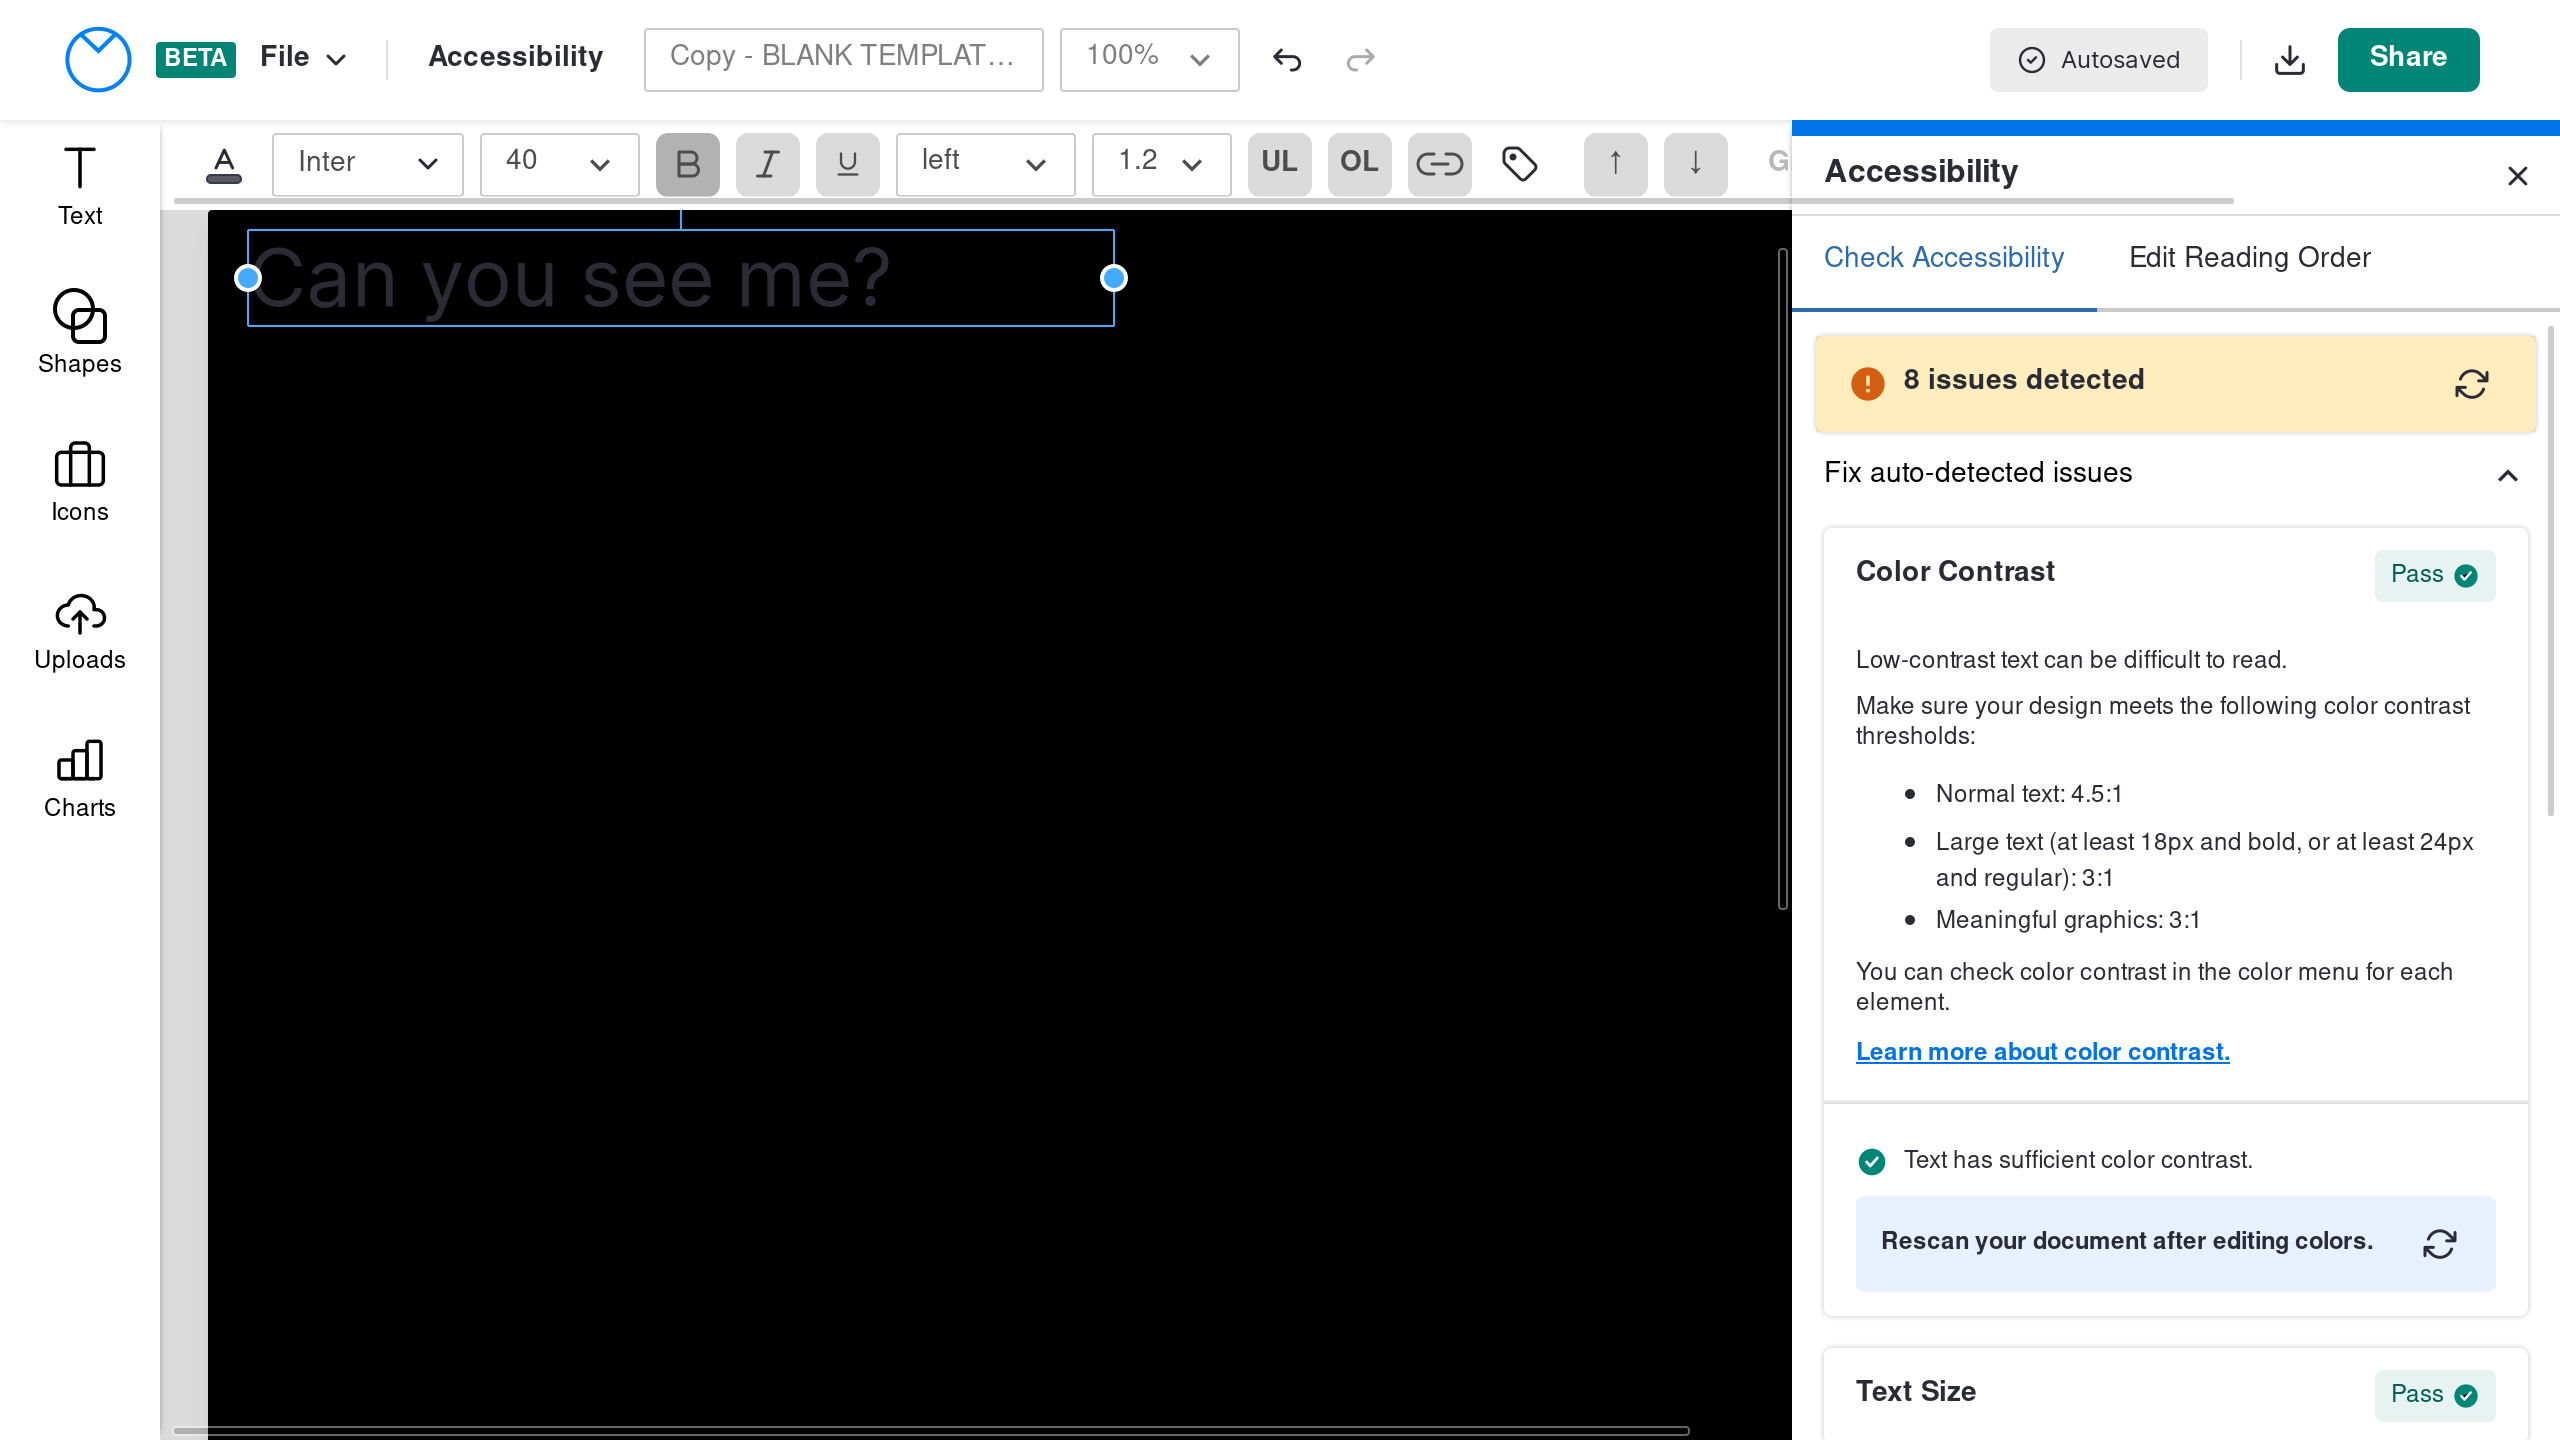 BETA File Accessibility Copy - BLANK TEMPLAT... 100% Autosaved Share
A Inter 40 B I U left 1.2 UL OL ↑ ↓ G
Text
Shapes
Icons
Uploads
Charts
Can you see me?
Accessibility
Check Accessibility Edit Reading Order
8 issues detected
Fix auto-detected issues
Color Contrast Pass
Low-contrast text can be difficult to read.
Make sure your design meets the following color contrast
thresholds:
• Normal text: 4.5:1
• Large text (at least 18px and bold, or at least 24px
and regular): 3:1
• Meaningful graphics: 3:1
You can check color contrast in the color menu for each
element.
Learn more about color contrast.
Text has sufficient color contrast.
Rescan your document after editing colors.
Text Size Pass